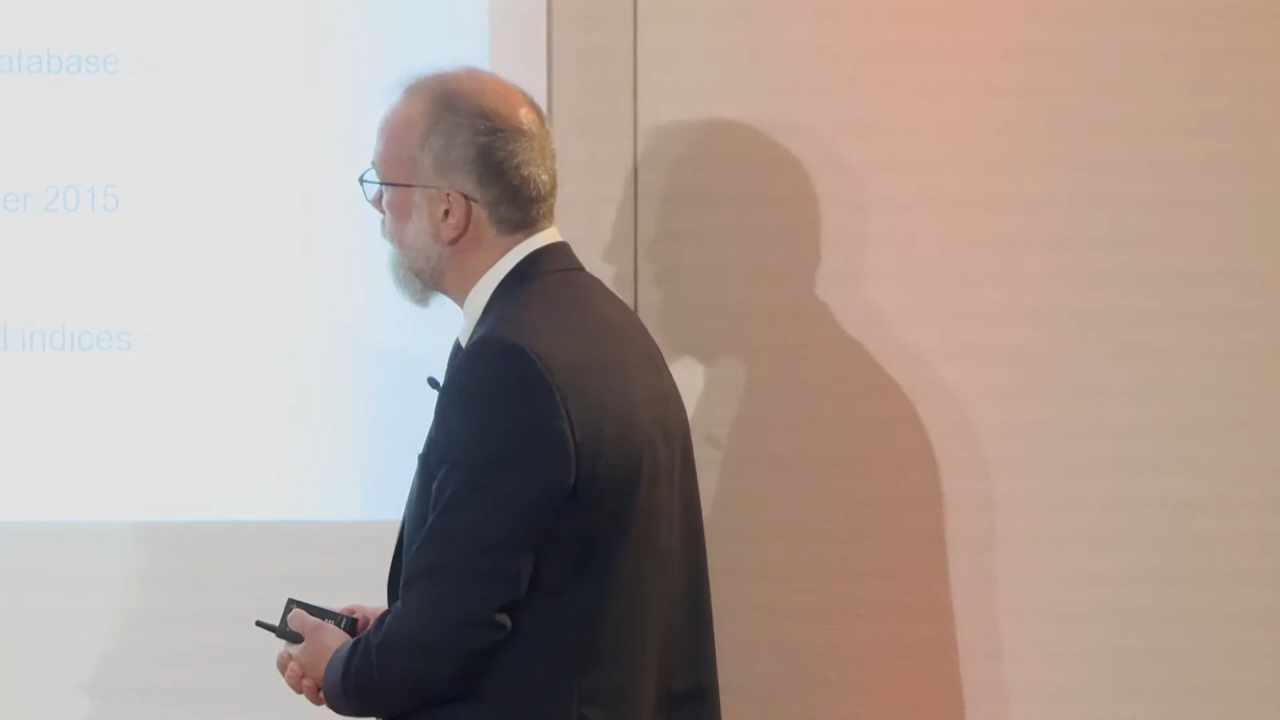 atabase
er 2015
d indices